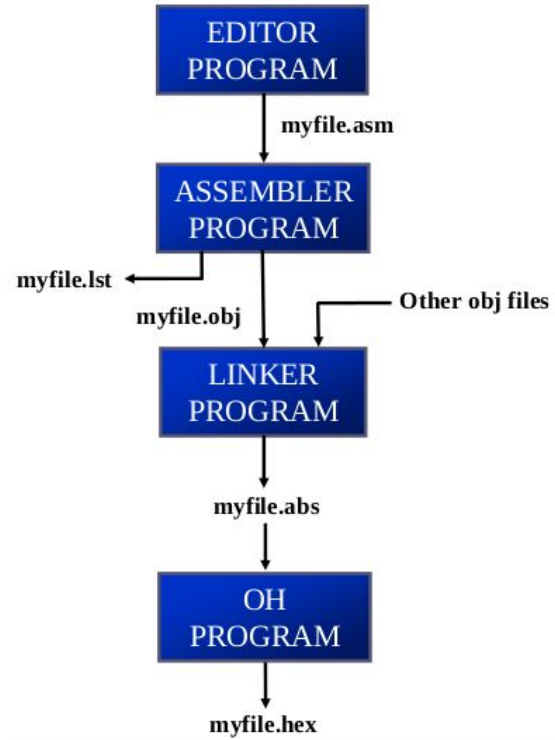 EDITOR
PROGRAM
myfile.asm
ASSEMBLER
PROGRAM
myfile.lst
myfile.obj
Other obj files
LINKER
PROGRAM
myfile.abs
OH
PROGRAM
myfile.hex